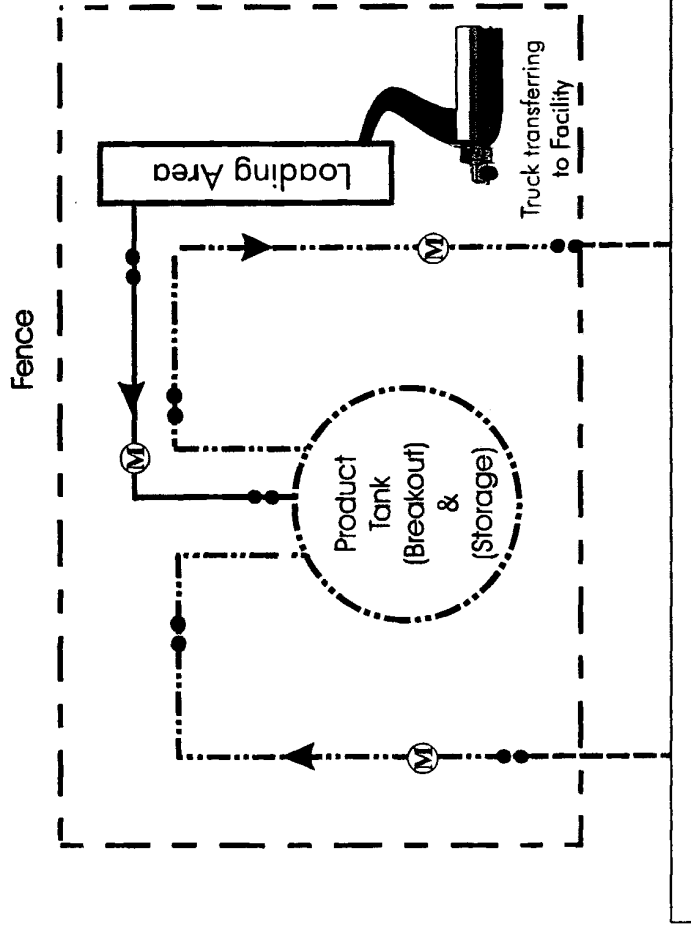 Fence
Loading Area
Truck transferring
to Facility
M
M
Product
Tank
(Breakout)
&
(Storage)
M